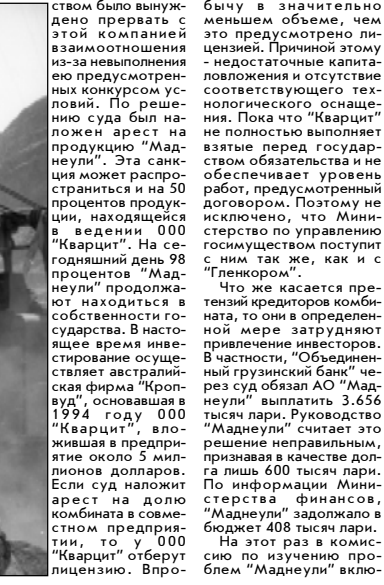 ством было вынуж-
дено прервать с
этой компанией
взаимоотношения
из-за невыполнения
ею предусмотрен-
ных конкурсом ус-
ловий. По реше-
нию суда был на-
ложен арест на
продукцию "Мад-
неули". Эта санк-
ция может распро-
страниться и на 50
процентов продук-
ции, находящейся
в ведении 000
"Кварцит". На се-
годняшний день 98
процентов "Мад-
неули" продолжа-
ют находиться в
собственности го-
сударства. В насто-
ящее время инве-
стирование осуще-
ствляет австралий-
ская фирма "Кроп-
вуд", основавшая в
1994 году 000
"Кварцит", вло-
жившая в предпри-
ятие около 5 мил-
лионов долларов.
Если суд наложит
арест на долю
комбината в совме-
стном предприя-
тии, то у 000
"Кварцит" отберут
лицензию. Впро-
бычу в значительно
меньшем объеме, чем
это предусмотрено ли-
цензией. Причиной этому
- недостаточные капита-
ловложения и отсутствие
соответствующего тех-
нологического оснаще-
ния. Пока что "Кварцит"
не полностью выполняет
взятые перед государ-
ством обязательства и не
обеспечивает уровень
работ, предусмотренный
договором. Поэтому не
исключено, что Мини-
стерство по управлению
госимуществом поступит
с ним так же, как и с
"Гленкором".
Что же касается пре-
тензий кредиторов комби-
ната, то они в определен-
ной мере затрудняют
привлечение инвесторов.
В частности, "Объединен-
ный грузинский банк" че-
рез суд обязал АО "Мад-
неули" выплатить 3.656
тысяч лари. Руководство
"Маднеули" считает это
решение неправильным,
признавая в качестве дол-
га лишь 600 тысяч лари.
По информации Мини-
стерства финансов,
"Маднеули" задолжало в
бюджет 408 тысяч лари.
На этот раз в комис-
сию по изучению про-
блем "Маднеули" вклю-